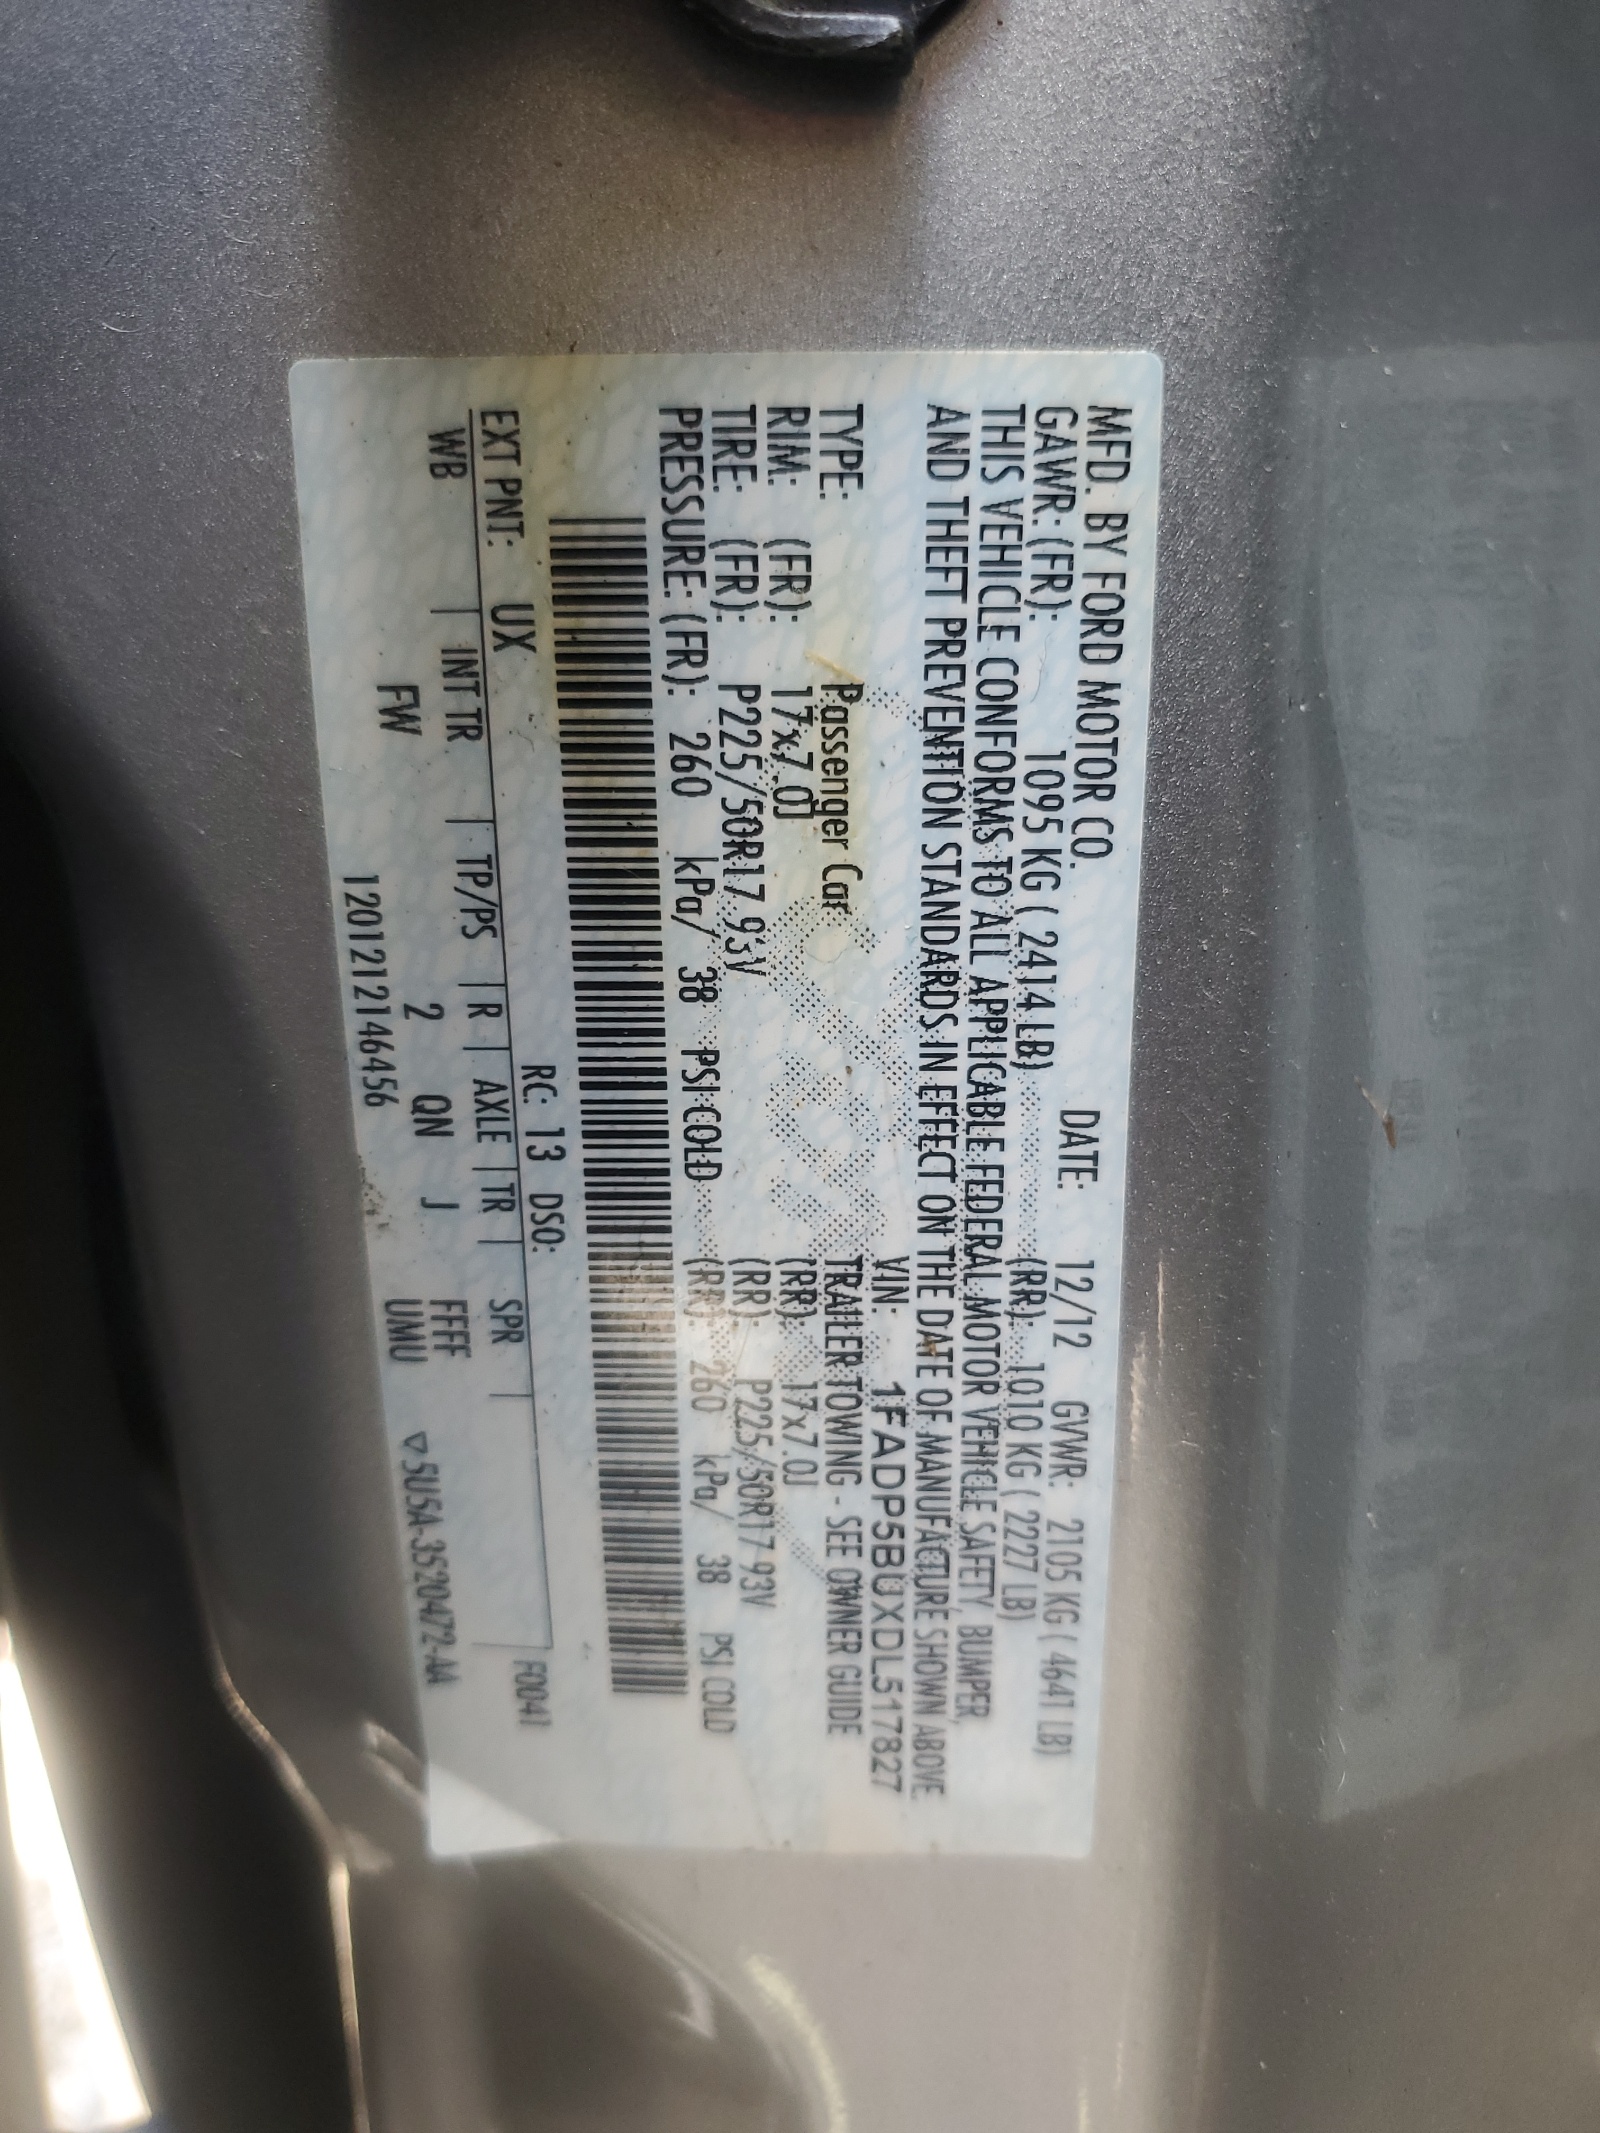 MFD. BY FORD MOTOR CO.
DATE: 12/12 GVWR: 2105 KG ( 4641 LB)
GAWR: (FR): 1095 KG ( 2414 LB) (RR): 1010 KG ( 2227 LB)
THIS VEHICLE CONFORMS TO ALL APPLICABLE FEDERAL MOTOR VEHICLE SAFETY, BUMPER,
AND THEFT PREVENTION STANDARDS IN EFFECT ON THE DATE OF MANUFACTURE SHOWN ABOVE.
VIN: 1FADP5BUXDL517827
TYPE: Passenger Car TRAILER TOWING - SEE OWNER GUIDE
RIM: (FR): 17x7.0J (RR): 17x7.0J
TIRE: (FR): P225/50R17 93V (RR): P225/50R17 93V
PRESSURE: (FR): 260 kPa/ 38 PSI COLD (RR): 260 kPa/ 38 PSI COLD
RC: 13 DSO: F0041
EXT PNT: UX
WB | INT TR | TP/PS | R | AXLE | TR | SPR |
FW 2 QN J FFFF
UMU ▽5U5A-3520472-AA
120121214 6456